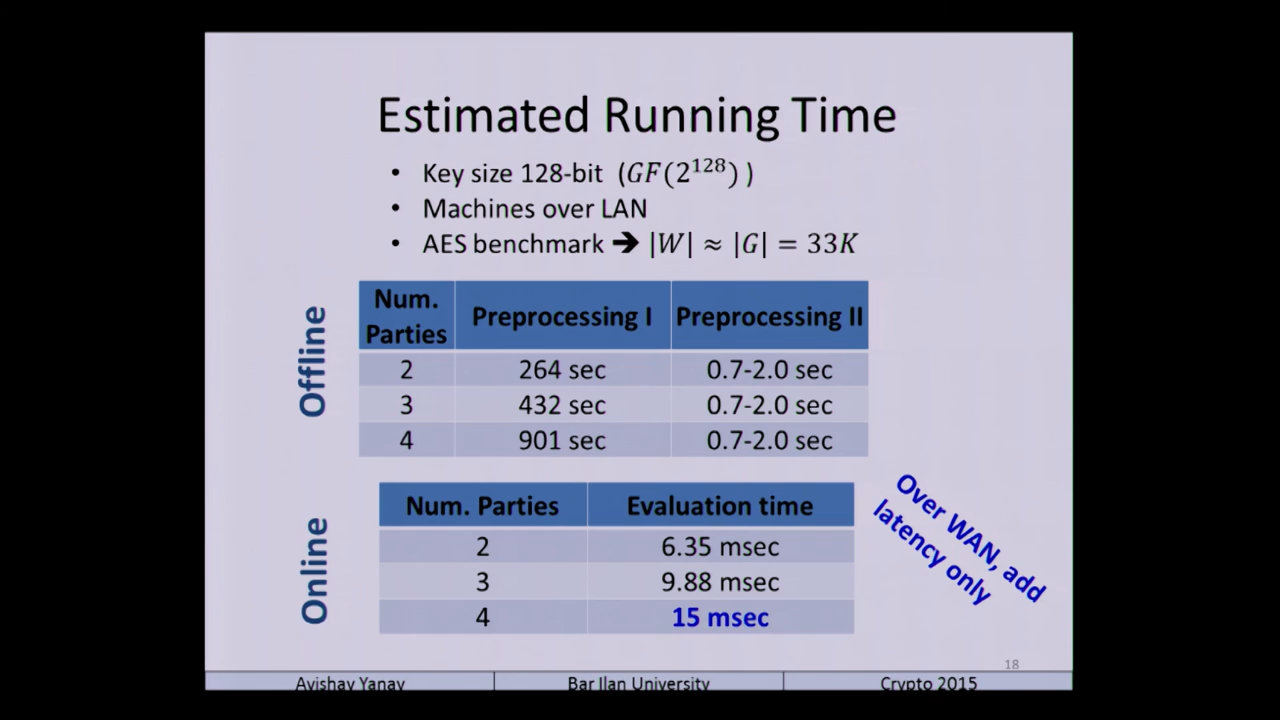 Estimated Running Time
• Key size 128-bit (GF(2^128) )
• Machines over LAN
• AES benchmark ➔ |W| ≈ |G| = 33K
Offline
Num. Parties Preprocessing I Preprocessing II
2 264 sec 0.7-2.0 sec
3 432 sec 0.7-2.0 sec
4 901 sec 0.7-2.0 sec
Online
Num. Parties Evaluation time
2 6.35 msec
3 9.88 msec
4 15 msec
Over WAN, add
latency only
18
Avishay Yanay Bar Ilan University Crypto 2015